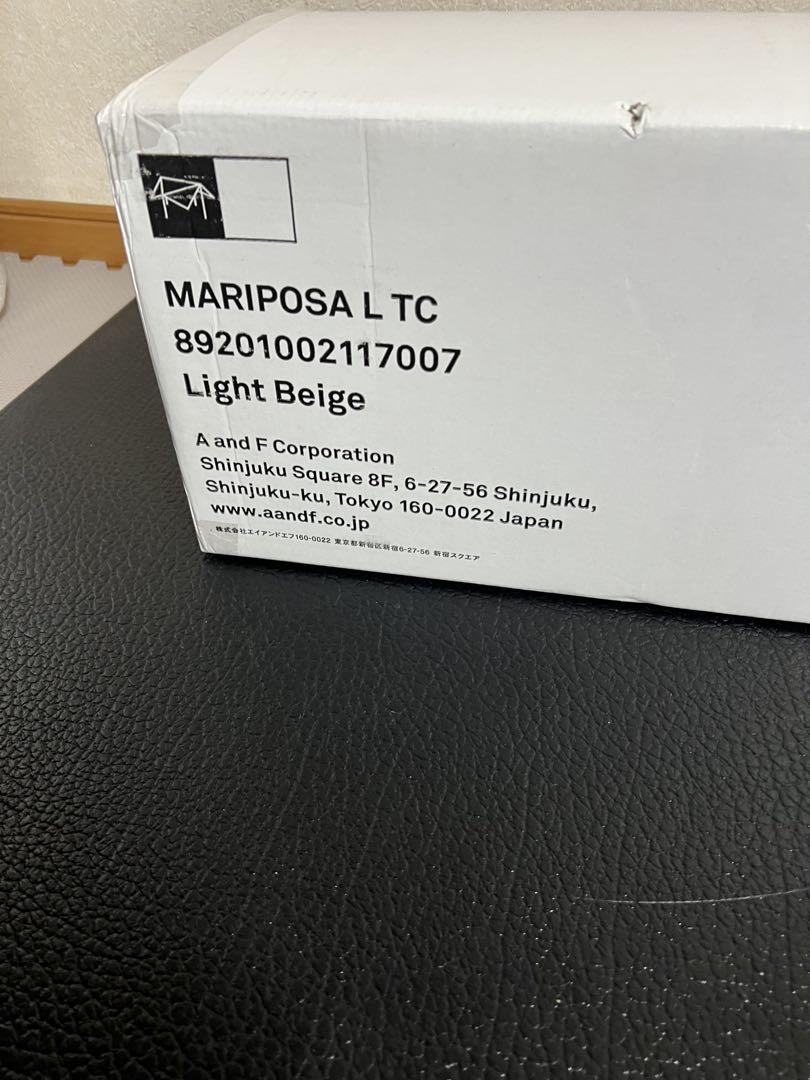 MARIPOSA L TC
89201002117007
Light Beige
A and F Corporation
Shinjuku Square 8F, 6-27-56 Shinjuku,
Shinjuku-ku, Tokyo 160-0022 Japan
www.aandf.co.jp
株式会社エイアンドエフ160-0022 東京都新宿区新宿6-27-56 新宿スクエア